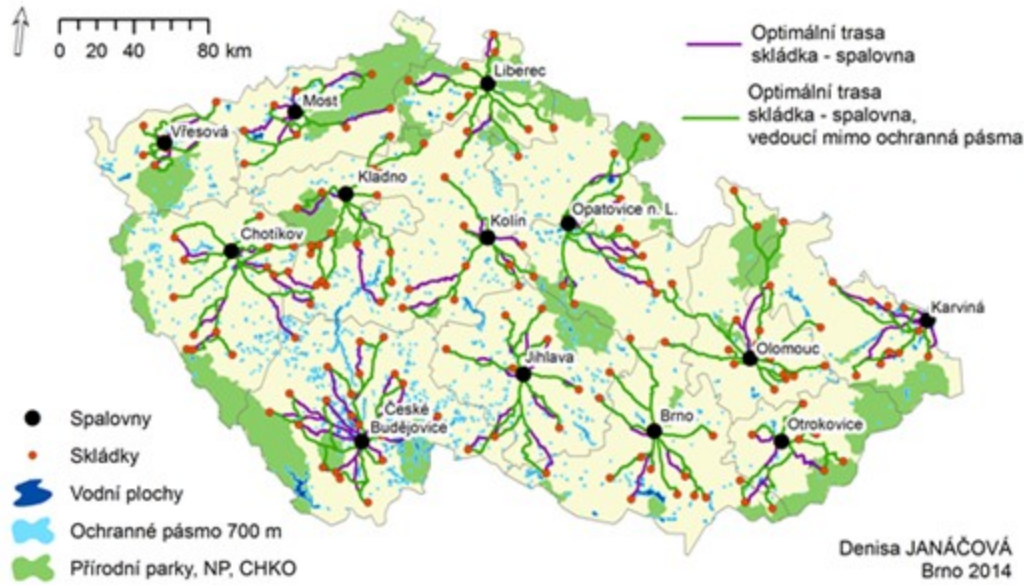 0 20 40 80 km
Optimální trasa
skládka - spalovna
Optimální trasa
skládka - spalovna,
vedoucí mimo ochranná pásma
Liberec
Most
Vřesová
Kladno
Opatovice n. L.
Kolín
Chotíkov
Karviná
Olomouc
Jihlava
České
Budějovice
Brno
Otrokovice
Spalovny
Skládky
Vodní plochy
Ochranné pásmo 700 m
Přírodní parky, NP, CHKO
Denisa JANÁČOVÁ
Brno 2014